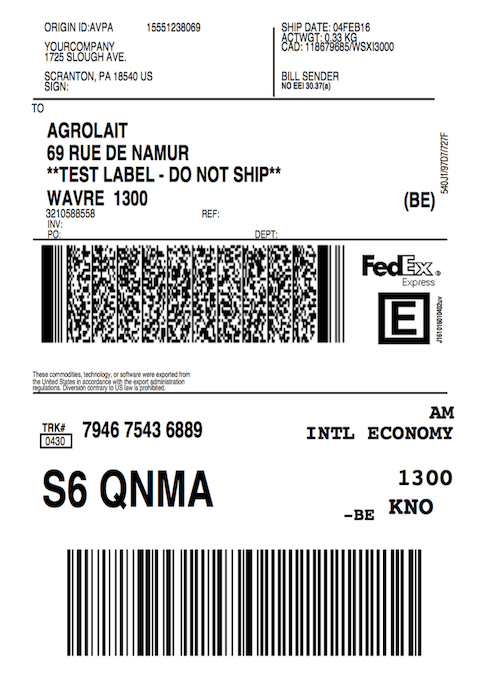 ORIGIN ID:AVPA 15551238069
YOURCOMPANY
1725 SLOUGH AVE.
SCRANTON, PA 18540 US
SIGN:
SHIP DATE: 04FEB16
ACTWGT: 0.33 KG
CAD: 118679685/WSXI3000
BILL SENDER
NO EEI 30.37(a)
TO
AGROLAIT
69 RUE DE NAMUR
**TEST LABEL - DO NOT SHIP**
WAVRE 1300 (BE)
3210588558 REF:
INV:
PO: DEPT:
540J1/97D7/727F
FedEx®
Express
E
J161016010402uv
These commodities, technology, or software were exported from
the United States in accordance with the export administration
regulations. Diversion contrary to US law is prohibited.
TRK# 7946 7543 6889
0430
AM
INTL ECONOMY
S6 QNMA
1300
-BE KNO